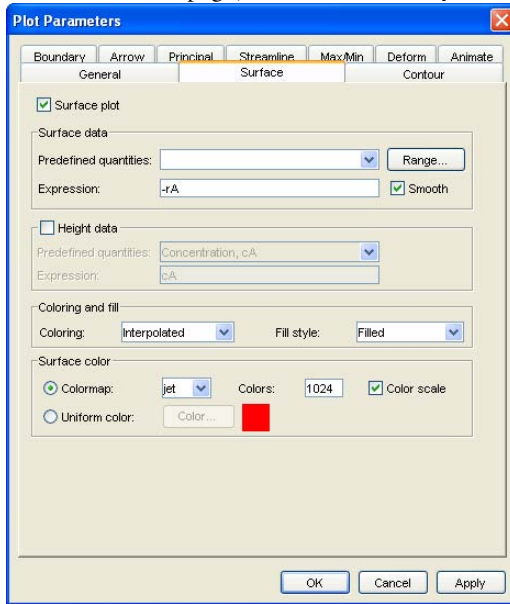 Plot Parameters
Boundary Arrow Principal Streamline Max/Min Deform Animate
General Surface Contour
Surface plot
Surface data
Predefined quantities: Range...
Expression: -rA Smooth
Height data
Predefined quantities: Concentration, cA
Expression: cA
Coloring and fill
Coloring: Interpolated Fill style: Filled
Surface color
Colormap: jet Colors: 1024 Color scale
Uniform color: Color...
OK Cancel Apply